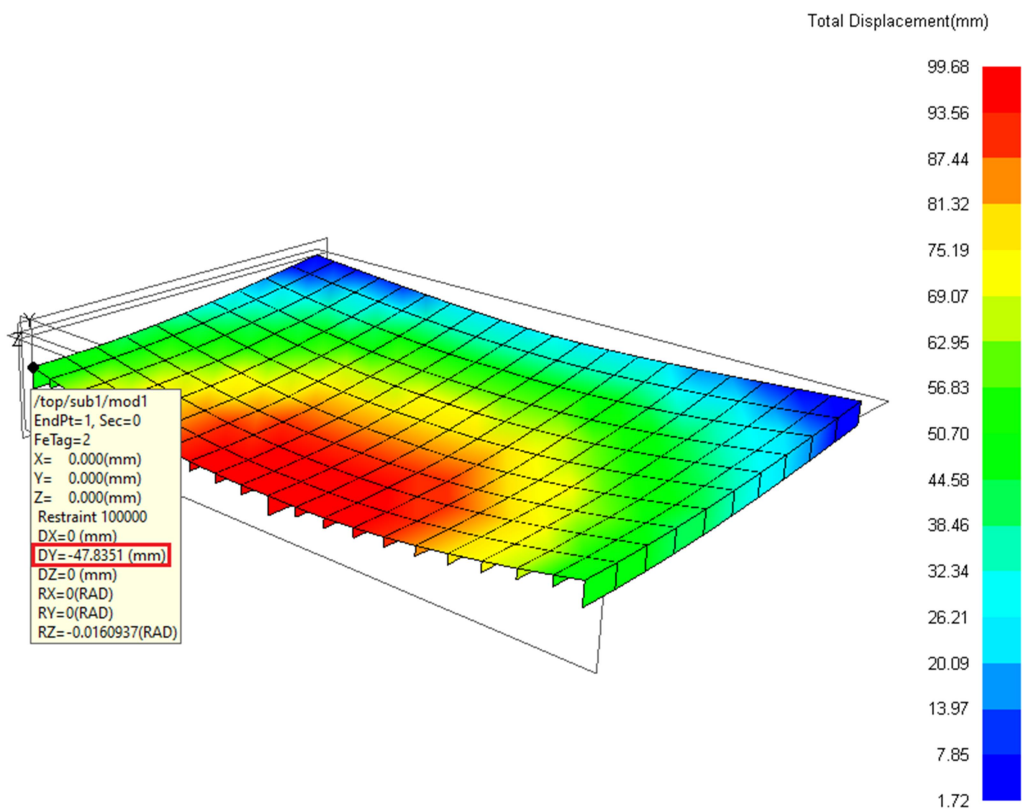 Total Displacement(mm)
99.68
93.56
87.44
81.32
75.19
69.07
62.95
56.83
50.70
44.58
38.46
32.34
26.21
20.09
13.97
7.85
1.72
Y
Z
/top/sub1/mod1
EndPt=1, Sec=0
FeTag=2
X= 0.000(mm)
Y= 0.000(mm)
Z= 0.000(mm)
Restraint 100000
DX=0 (mm)
DY=-47.8351 (mm)
DZ=0 (mm)
RX=0(RAD)
RY=0(RAD)
RZ=-0.0160937(RAD)